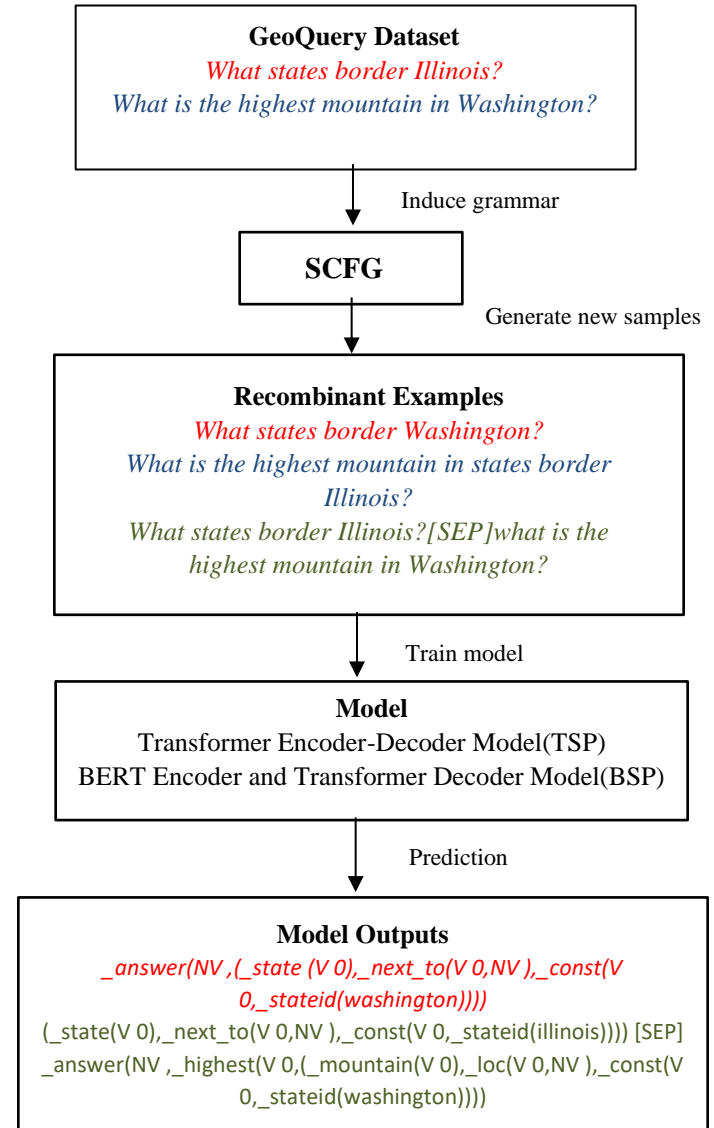 GeoQuery Dataset
What states border Illinois?
What is the highest mountain in Washington?
Induce grammar
SCFG
Generate new samples
Recombinant Examples
What states border Washington?
What is the highest mountain in states border
Illinois?
What states border Illinois?[SEP]what is the
highest mountain in Washington?
Train model
Model
Transformer Encoder-Decoder Model(TSP)
BERT Encoder and Transformer Decoder Model(BSP)
Prediction
Model Outputs
_answer(NV ,(_state (V 0),_next_to(V 0,NV ),_const(V
0,_stateid(washington))))
(_state(V 0),_next_to(V 0,NV ),_const(V 0,_stateid(illinois)))) [SEP]
_answer(NV ,_highest(V 0,(_mountain(V 0),_loc(V 0,NV ),_const(V
0,_stateid(washington))))